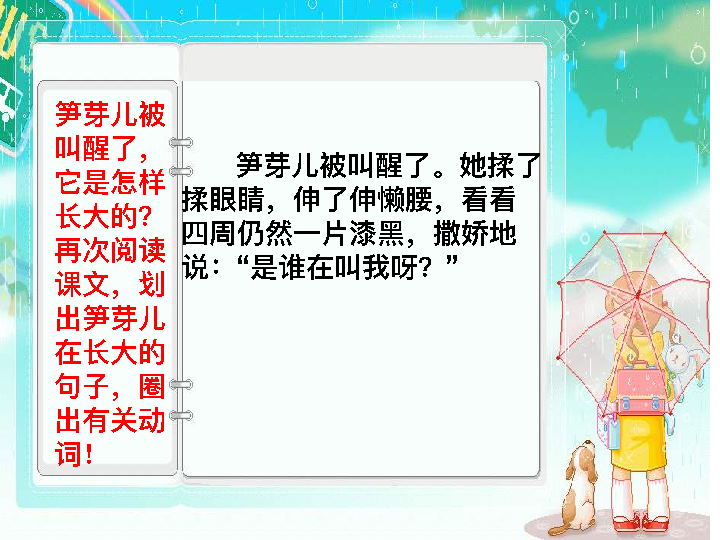 笋芽儿被
叫醒了，
它是怎样
长大的？
再次阅读
课文，划
出笋芽儿
在长大的
句子，圈
出有关动
词！
笋芽儿被叫醒了。她揉了
揉眼睛，伸了伸懒腰，看看
四周仍然一片漆黑，撒娇地
说：“是谁在叫我呀？”